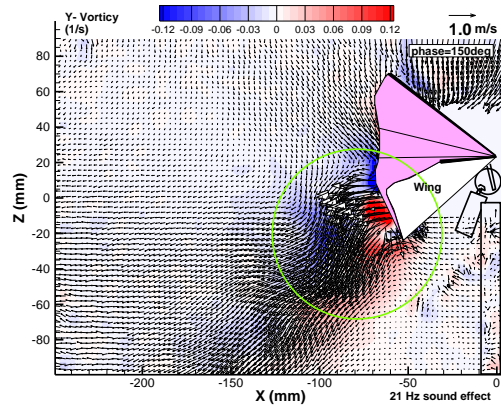 Y- Vorticy
(1/s)
-0.12 -0.09 -0.06 -0.03 0 0.03 0.06 0.09 0.12
1.0 m/s
phase=150deg
80
60
40
20
0
-20
-40
-60
-80
Z (mm)
Wing
-200 -150 -100 -50 0
X (mm)
21 Hz sound effect